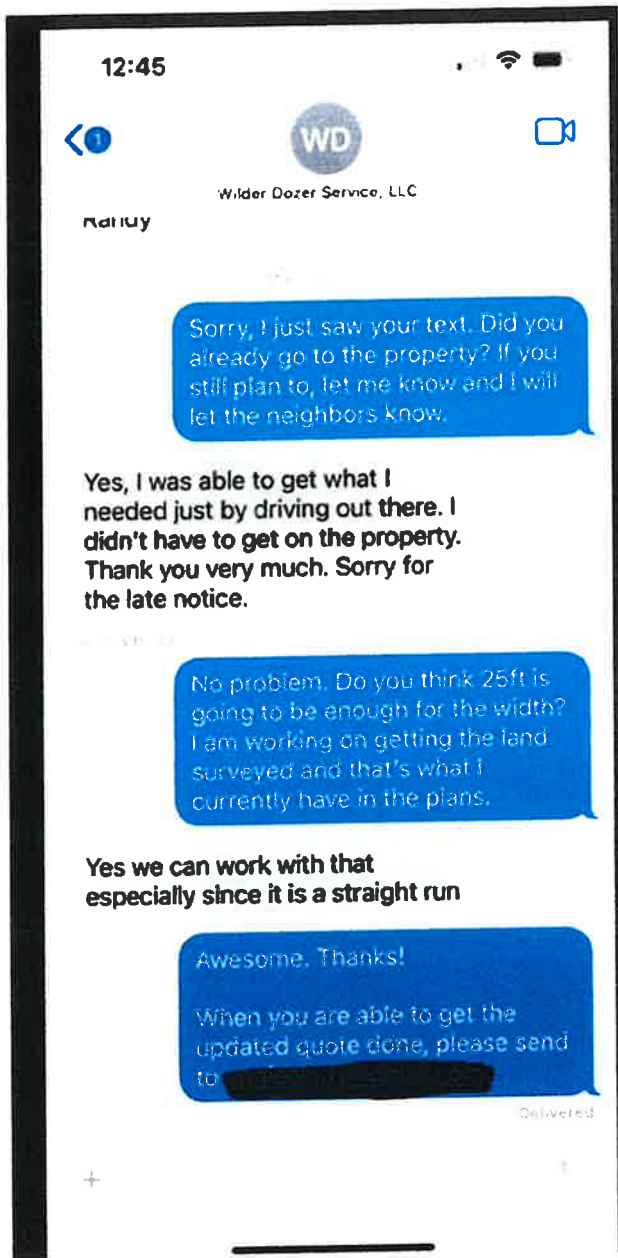 12:45
1
WD
Wilder Dozer Service, LLC
Randy
Sorry, I just saw your text. Did you
already go to the property? If you
still plan to, let me know and I will
let the neighbors know.
Yes, I was able to get what I
needed just by driving out there. I
didn't have to get on the property.
Thank you very much. Sorry for
the late notice.
No problem. Do you think 25ft is
going to be enough for the width?
I am working on getting the land
surveyed and that's what I
currently have in the plans.
Yes we can work with that
especially since it is a straight run
Awesome. Thanks!
When you are able to get the
updated quote done, please send
to
Delivered